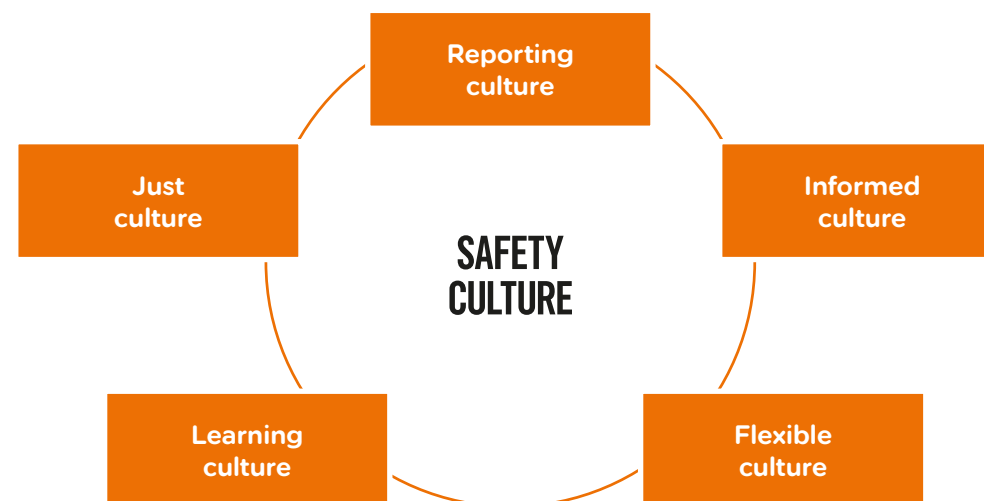 Reporting
culture
Just
culture
Informed
culture
SAFETY
CULTURE
Learning
culture
Flexible
culture